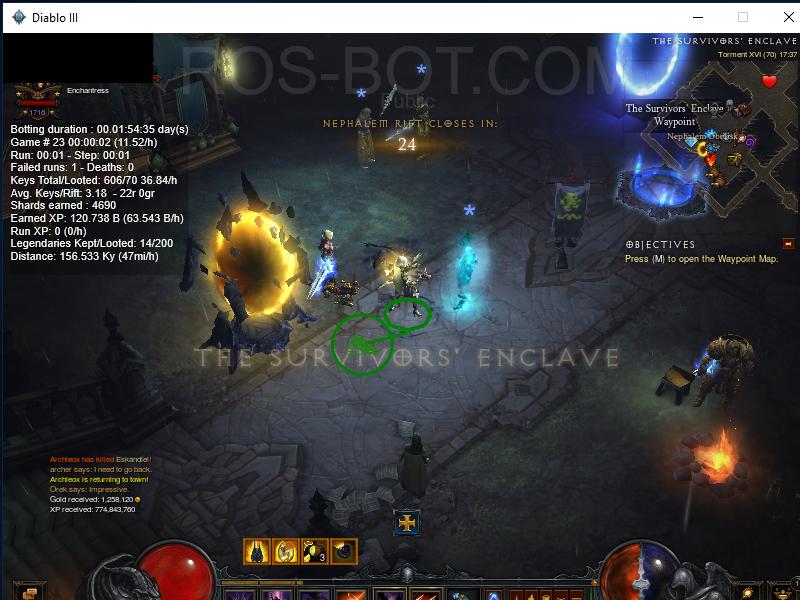 Diablo III
ROS-BOT.COM
THE SURVIVORS' ENCLAVE
Torment XVI (70) 17:37
Enchantress
1716
The Survivors' Enclave
Waypoint
Nephalem Obelisk
NEPHALEM RIFT CLOSES IN:
24
Botting duration : 00.01:54:35 day(s)
Game # 23 00:00:02 (11.52/h)
Run: 00:01 - Step: 00:01
Failed runs: 1 - Deaths: 0
Keys Total/Looted: 606/70 36.84/h
Avg. Keys/Rift: 3.18 - 22r 0gr
Shards earned : 4690
Earned XP: 120.738 B (63.543 B/h)
Run XP: 0 (0/h)
Legendaries Kept/Looted: 14/200
Distance: 156.533 Ky (47mi/h)
OBJECTIVES
Press (M) to open the Waypoint Map.
THE SURVIVORS' ENCLAVE
Archleox has killed Eskandiel!
archer says: I need to go back.
Archleox is returning to town!
Orek says: Impressive.
Gold received: 1,258,120
XP received: 774,843,760
3